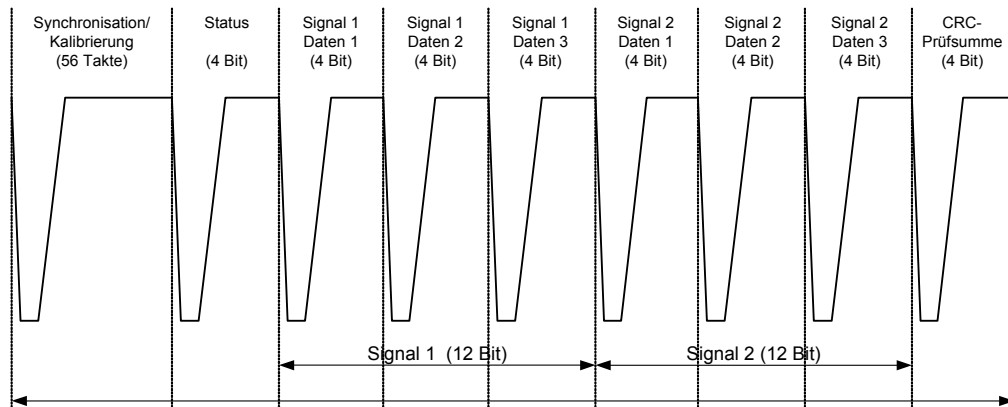 Synchronisation/
Kalibrierung
(56 Takte)
Status
(4 Bit)
Signal 1
Daten 1
(4 Bit)
Signal 1
Daten 2
(4 Bit)
Signal 1
Daten 3
(4 Bit)
Signal 2
Daten 1
(4 Bit)
Signal 2
Daten 2
(4 Bit)
Signal 2
Daten 3
(4 Bit)
CRC-
Prüfsumme
(4 Bit)
Signal 1 (12 Bit)
Signal 2 (12 Bit)